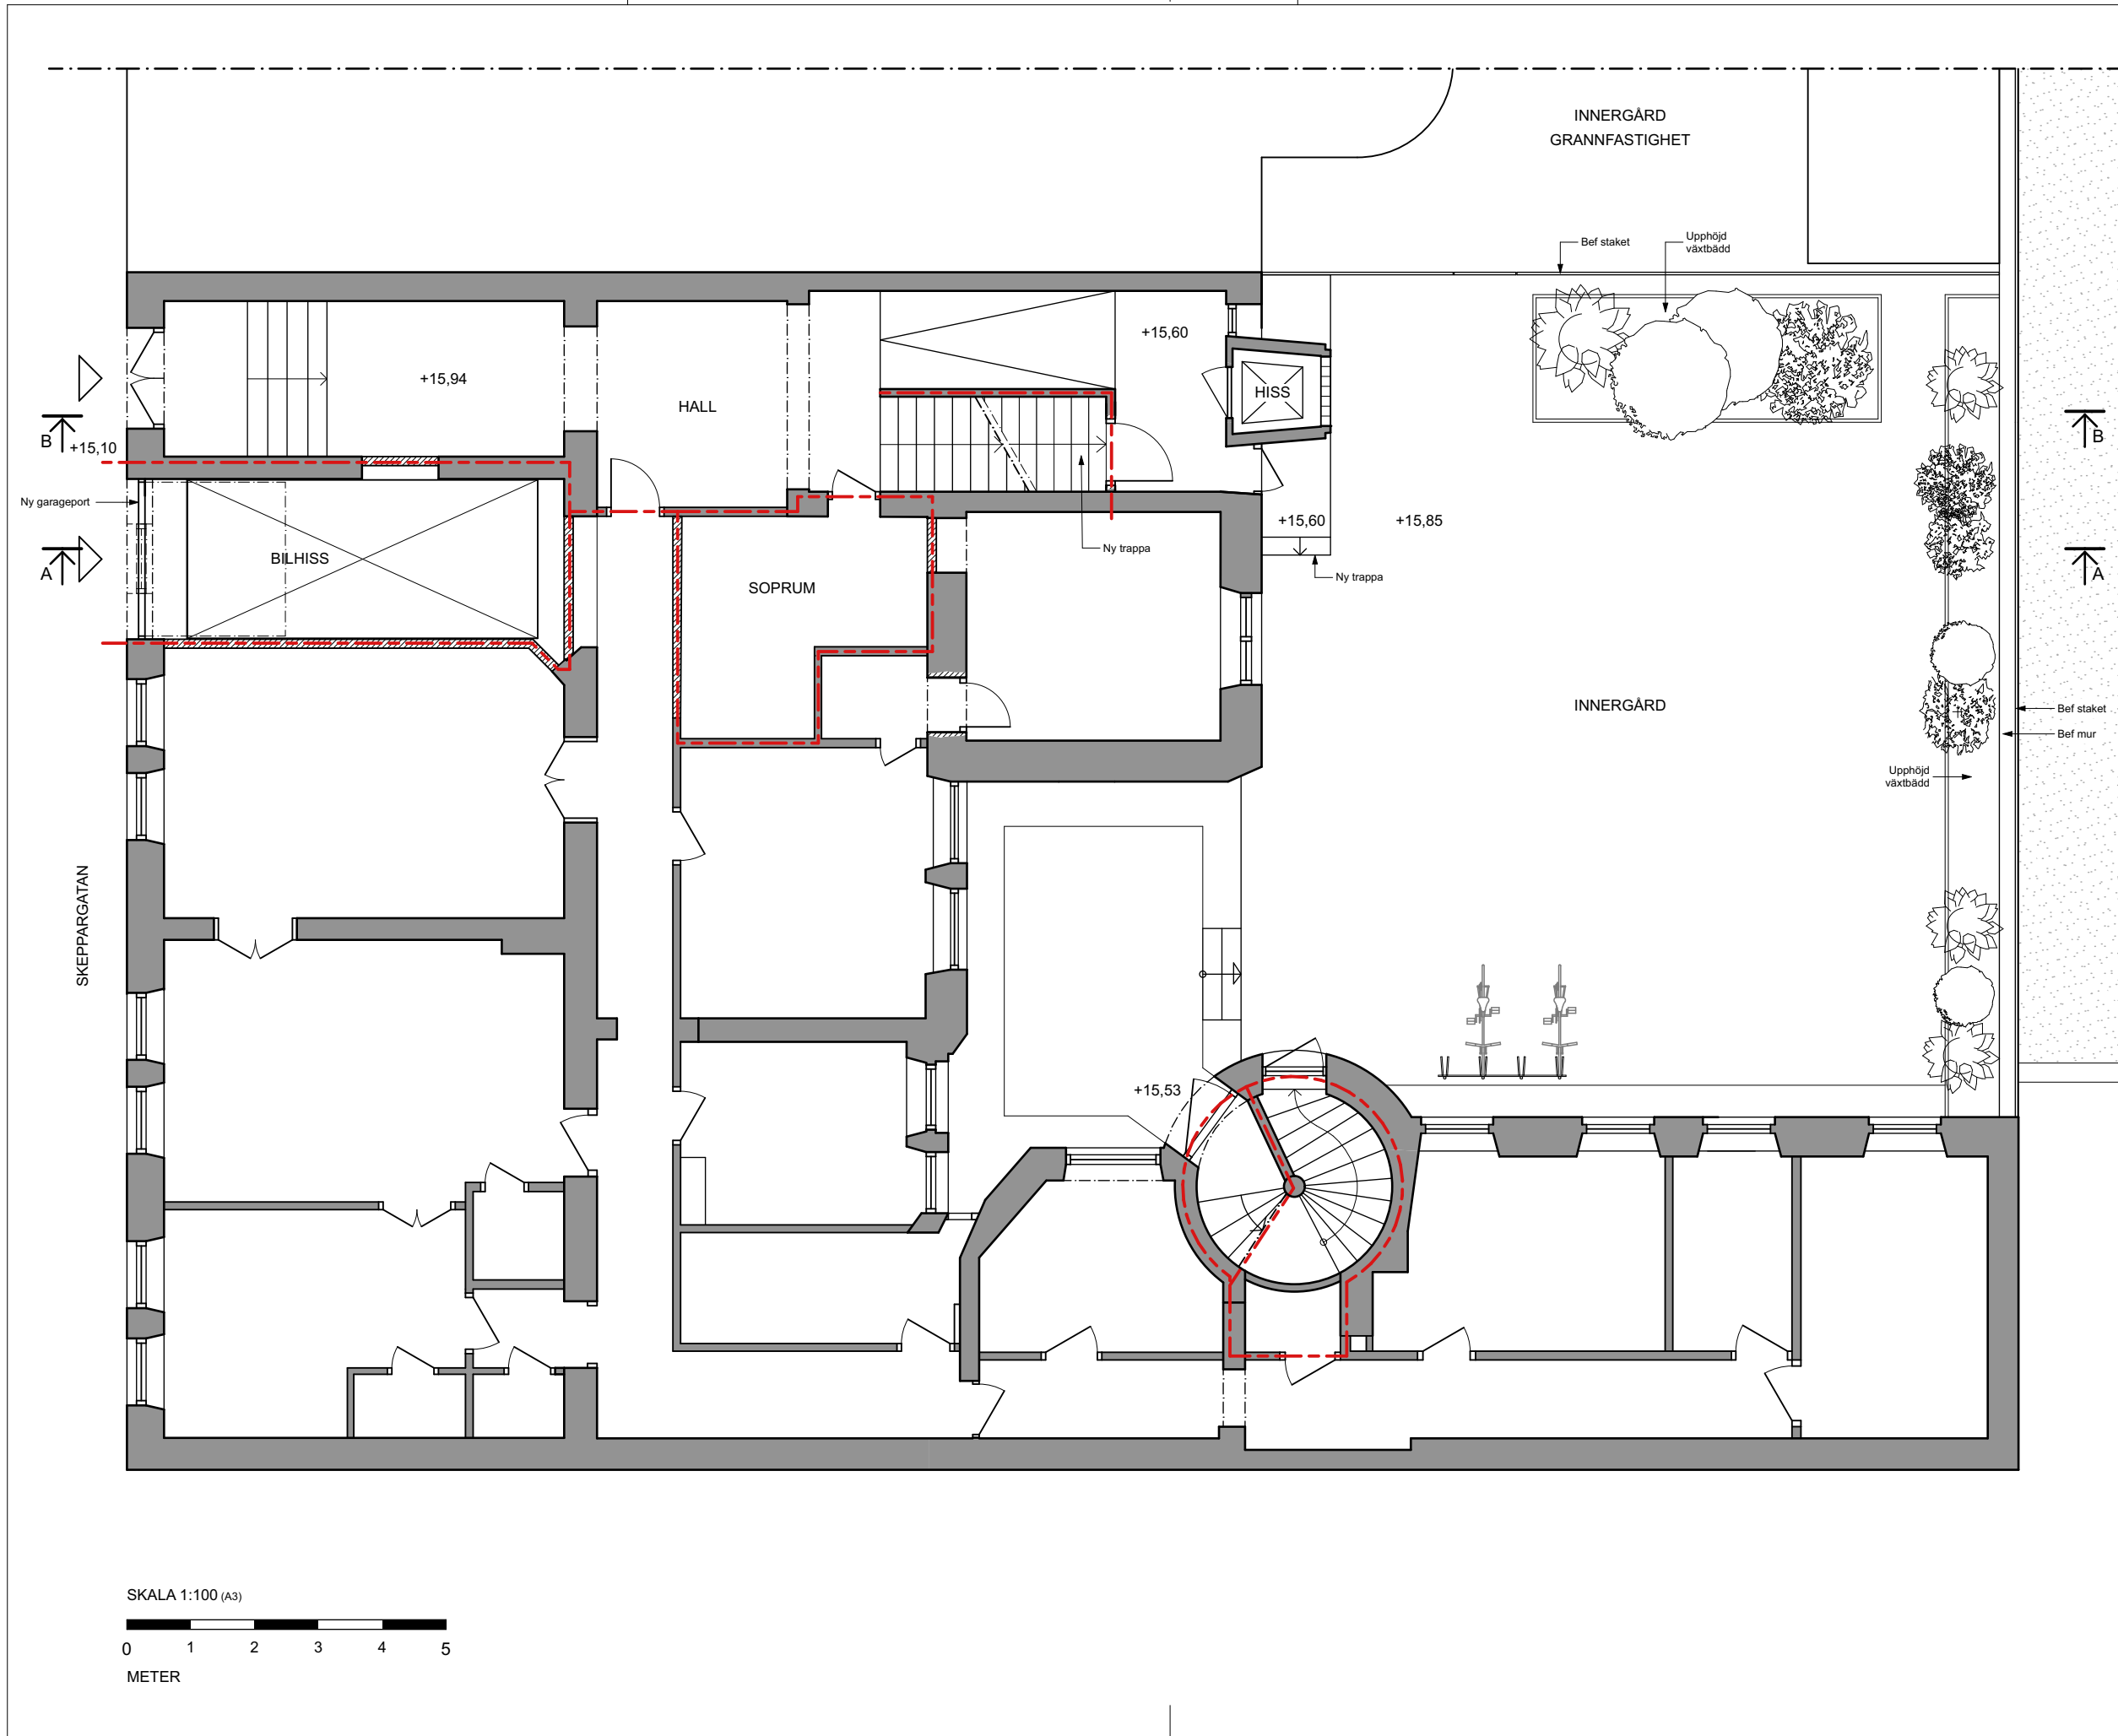 INNERGÅRD
GRANNFASTIGHET
Bef staket
Upphöjd
växtbädd
+15,60
+15,94
HISS
HALL
B
+15,10
B
Ny garageport
+15,60
+15,85
Ny trappa
A
BILHISS
A
Ny trappa
SOPRUM
INNERGÅRD
Bef staket
Bef mur
Upphöjd
växtbädd
SKEPPARGATAN
+15,53
SKALA 1:100 (A3)
0 1 2 3 4 5
METER